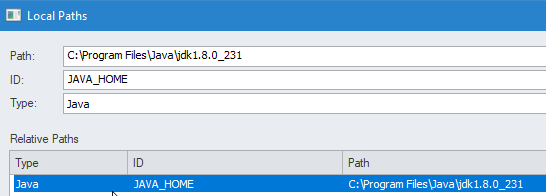 Local Paths
Path: C:\Program Files\Java\jdk1.8.0_231
ID: JAVA_HOME
Type: Java
Relative Paths
Type ID Path
Java JAVA_HOME C:\Program Files\Java\jdk1.8.0_231